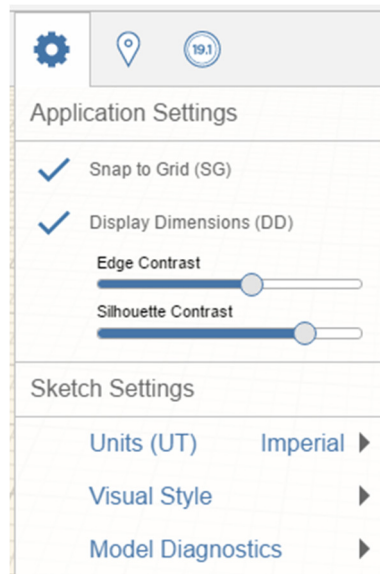 19.1
Application Settings
Snap to Grid (SG)
Display Dimensions (DD)
Edge Contrast
Silhouette Contrast
Sketch Settings
Units (UT) Imperial
Visual Style
Model Diagnostics